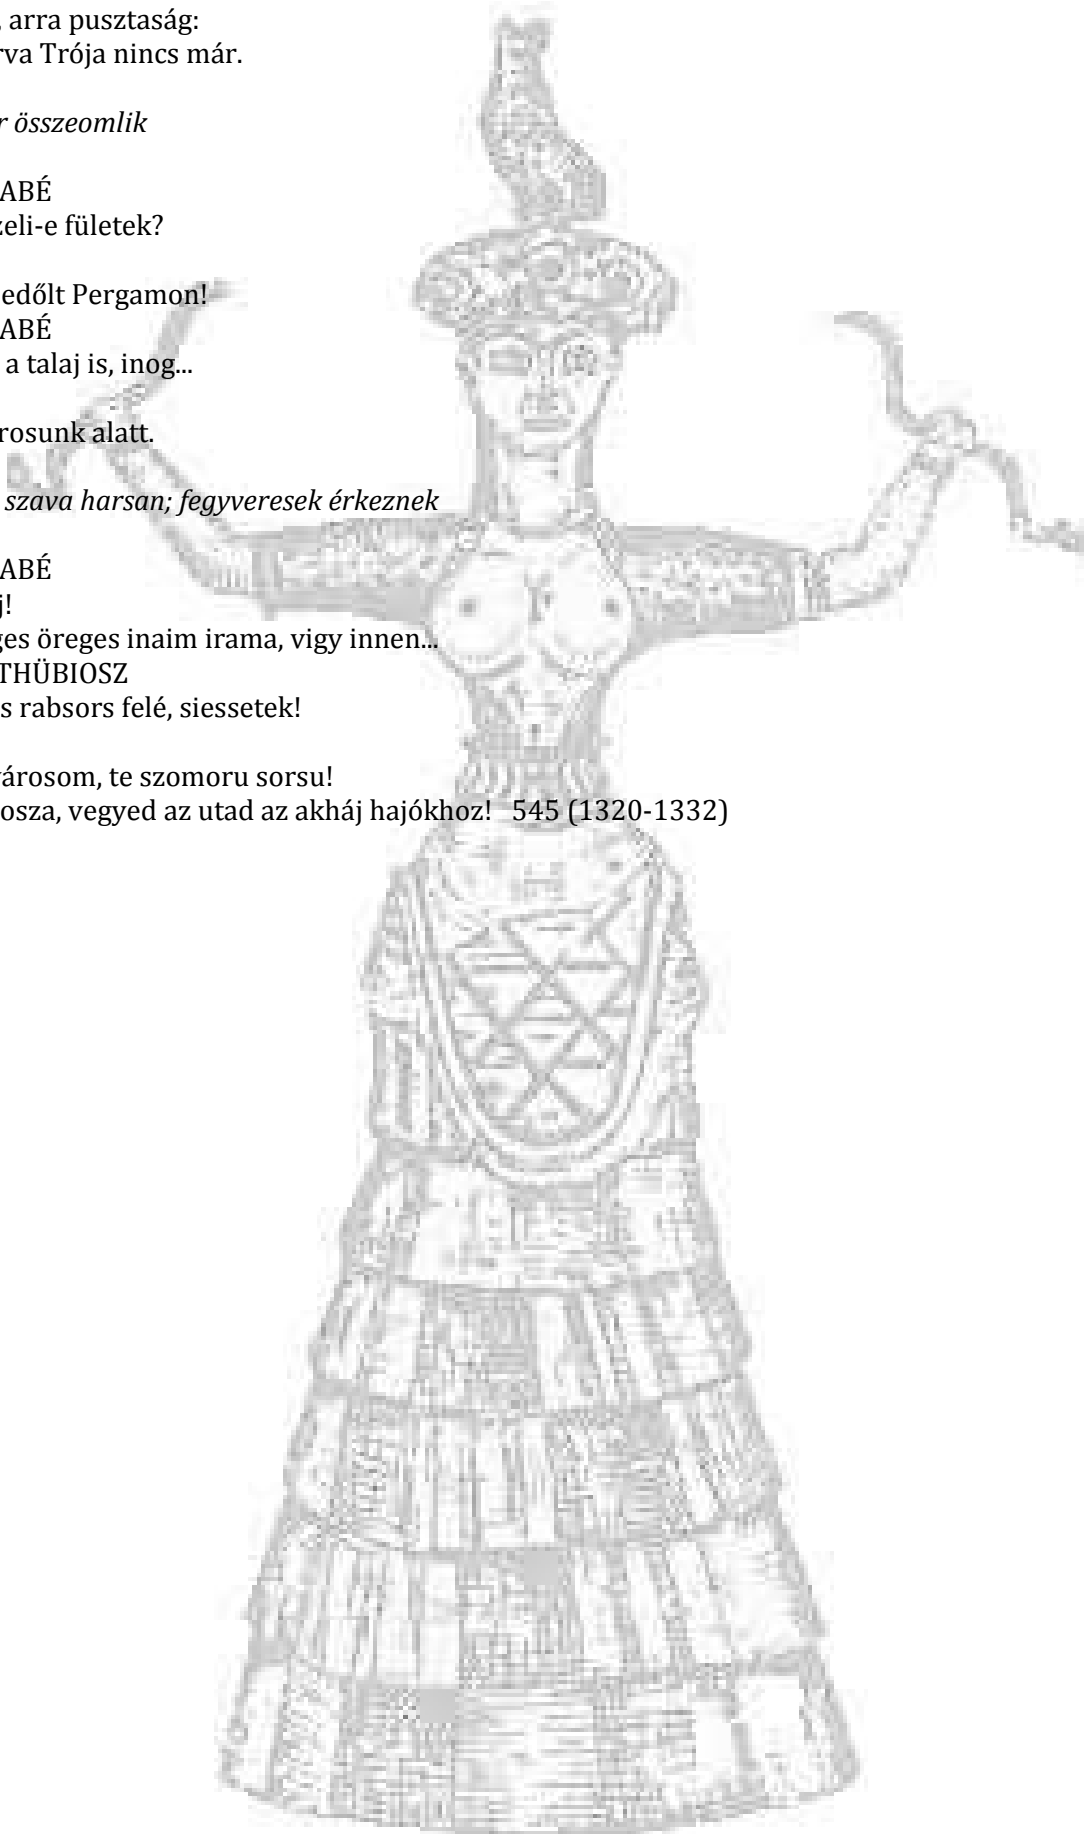 , arra pusztaság:
rva Trója nincs már.
r összeomlik
ABÉ
zeli-e fületek?
edőlt Pergamon!
ABÉ
a talaj is, inog...
rosunk alatt.
szava harsan; fegyveresek érkeznek
ABÉ
j!
ges öreges inaim irama, vigy innen...
THÜBIOSZ
s rabsors felé, siessetek!
városom, te szomoru sorsu!
osza, vegyed az utad az akháj hajókhoz! 545 (1320-1332)